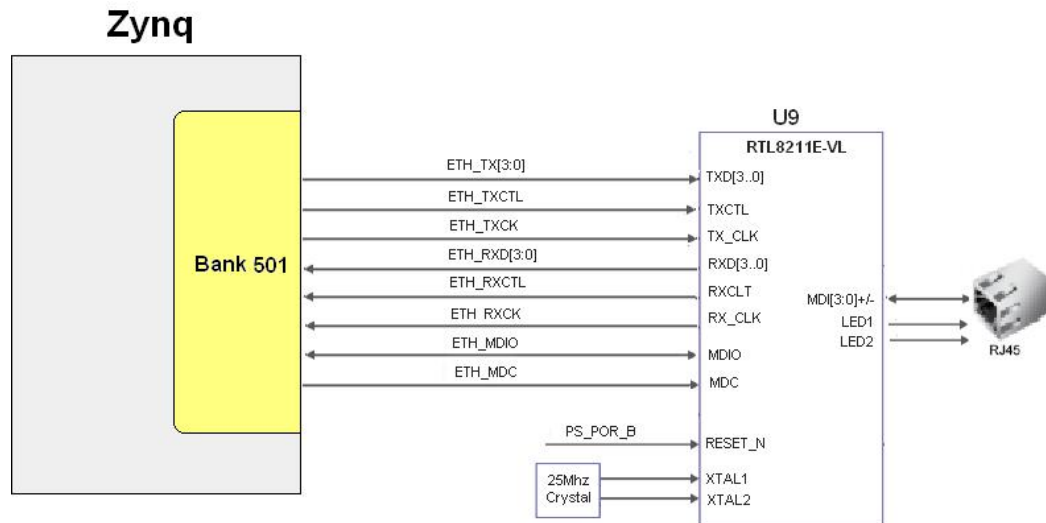 Zynq
U9
RTL8211E-VL
ETH_TX[3:0]
TXD[3..0]
ETH_TXCTL
TXCTL
ETH_TXCK
TX_CLK
Bank 501
ETH_RXD[3:0]
RXD[3..0]
ETH_RXCTL
RXCLT
ETH RXCK
RX_CLK
MDI[3:0]+/-
LED1
LED2
RJ45
ETH_MDIO
MDIO
ETH_MDC
MDC
PS_POR_B
RESET_N
25Mhz
Crystal
XTAL1
XTAL2